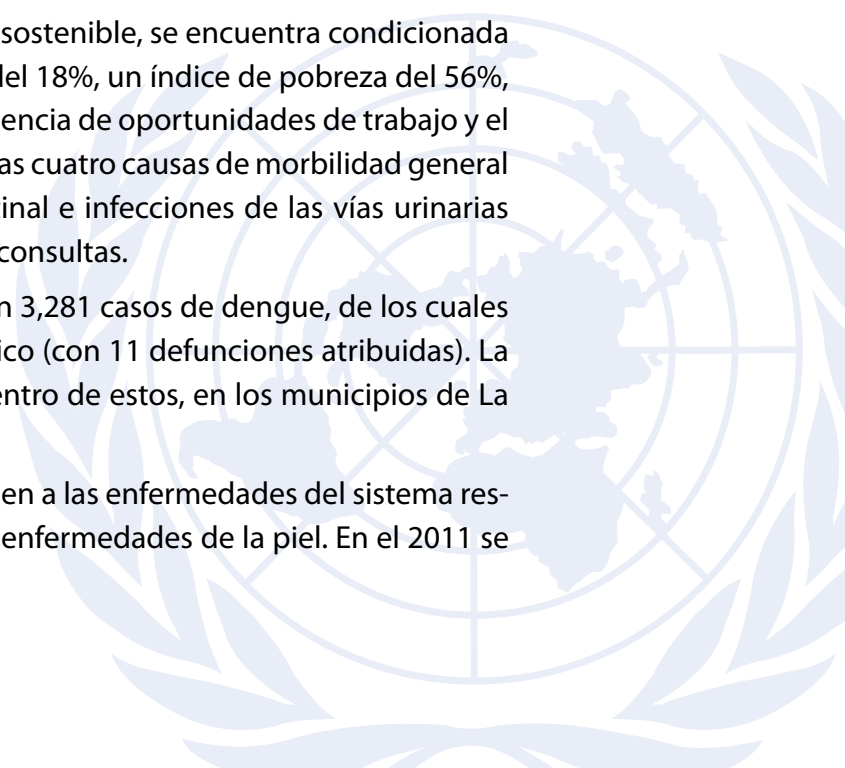 sostenible, se encuentra condicionada
del 18%, un índice de pobreza del 56%,
encia de oportunidades de trabajo y el
as cuatro causas de morbilidad general
tinal e infecciones de las vías urinarias
consultas.
n 3,281 casos de dengue, de los cuales
ico (con 11 defunciones atribuidas). La
entro de estos, en los municipios de La
en a las enfermedades del sistema res-
enfermedades de la piel. En el 2011 se